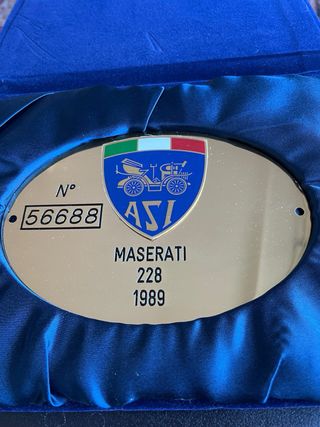 ASI
N°
56688
MASERATI
228
1989